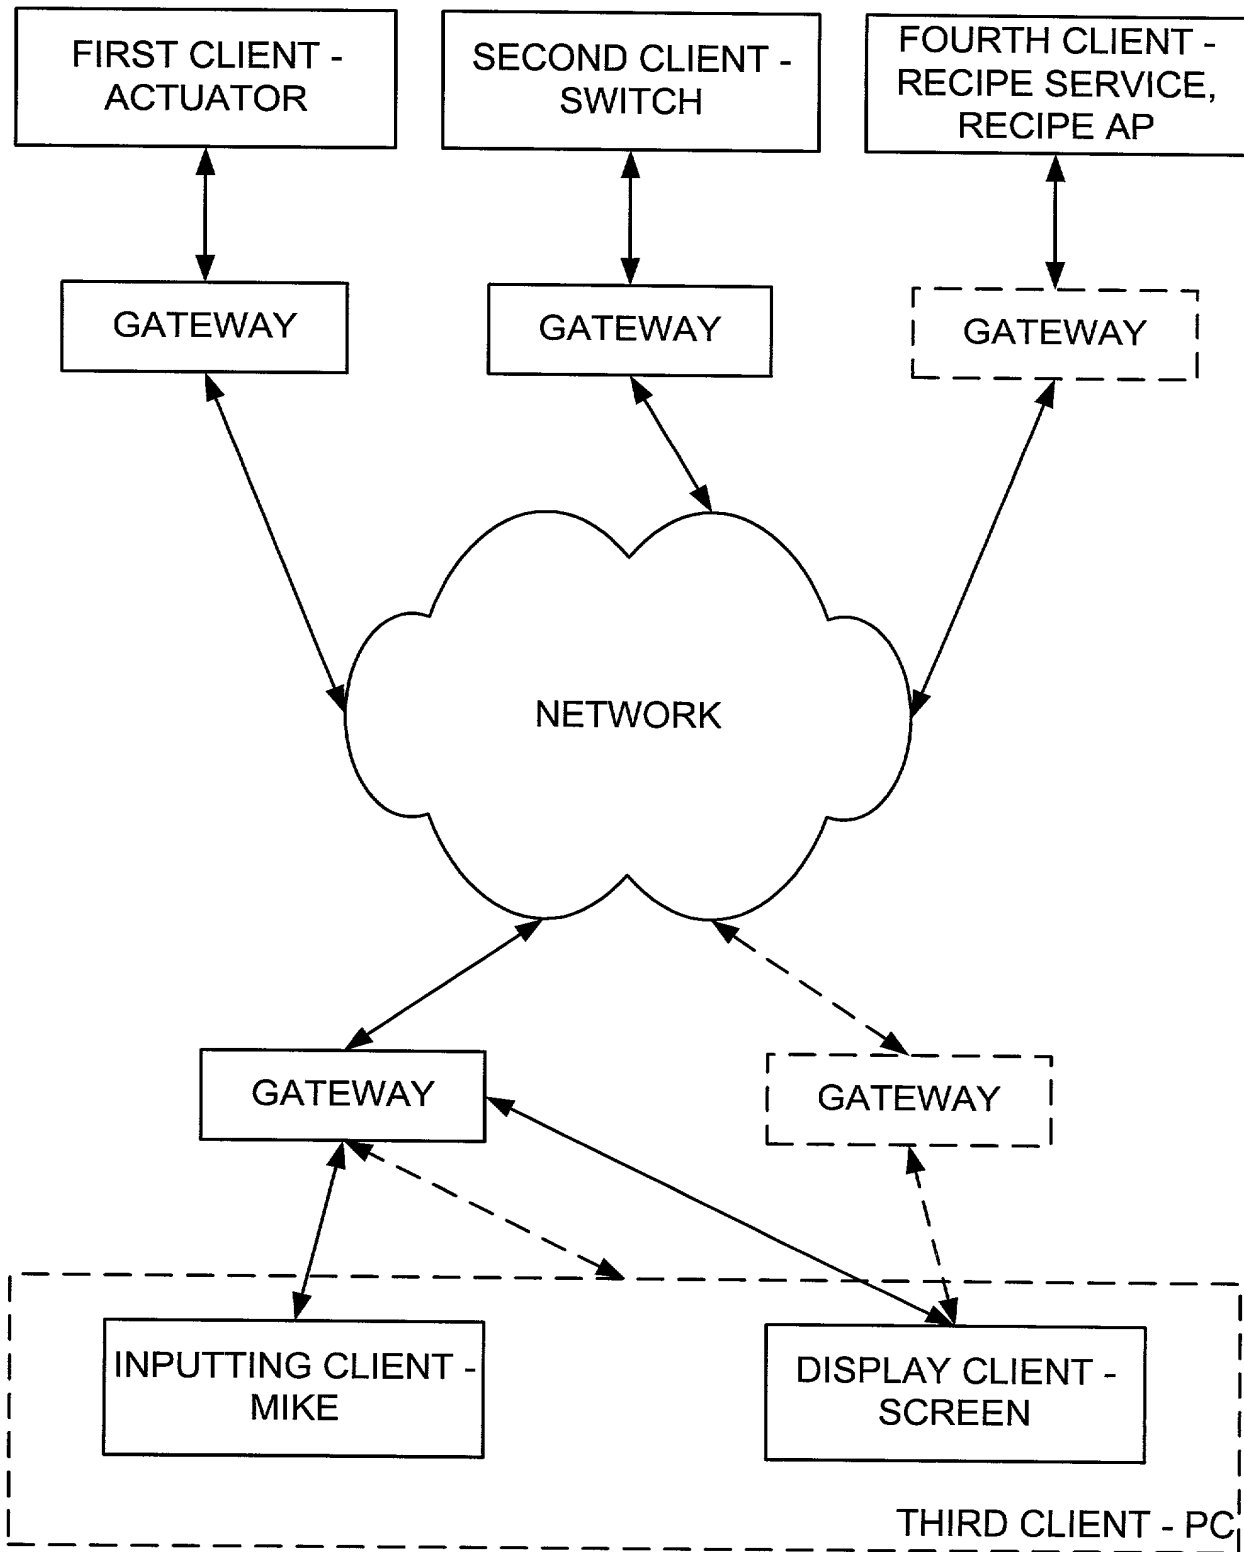 FIRST CLIENT -
ACTUATOR
SECOND CLIENT -
SWITCH
FOURTH CLIENT -
RECIPE SERVICE,
RECIPE AP
GATEWAY
GATEWAY
GATEWAY
NETWORK
GATEWAY
GATEWAY
INPUTTING CLIENT -
MIKE
DISPLAY CLIENT -
SCREEN
THIRD CLIENT - PC